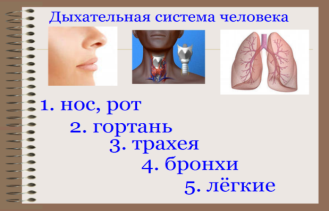 Дыхательная система человека
1. нос, рот
2. гортань
3. трахея
4. бронхи
5. лёгкие